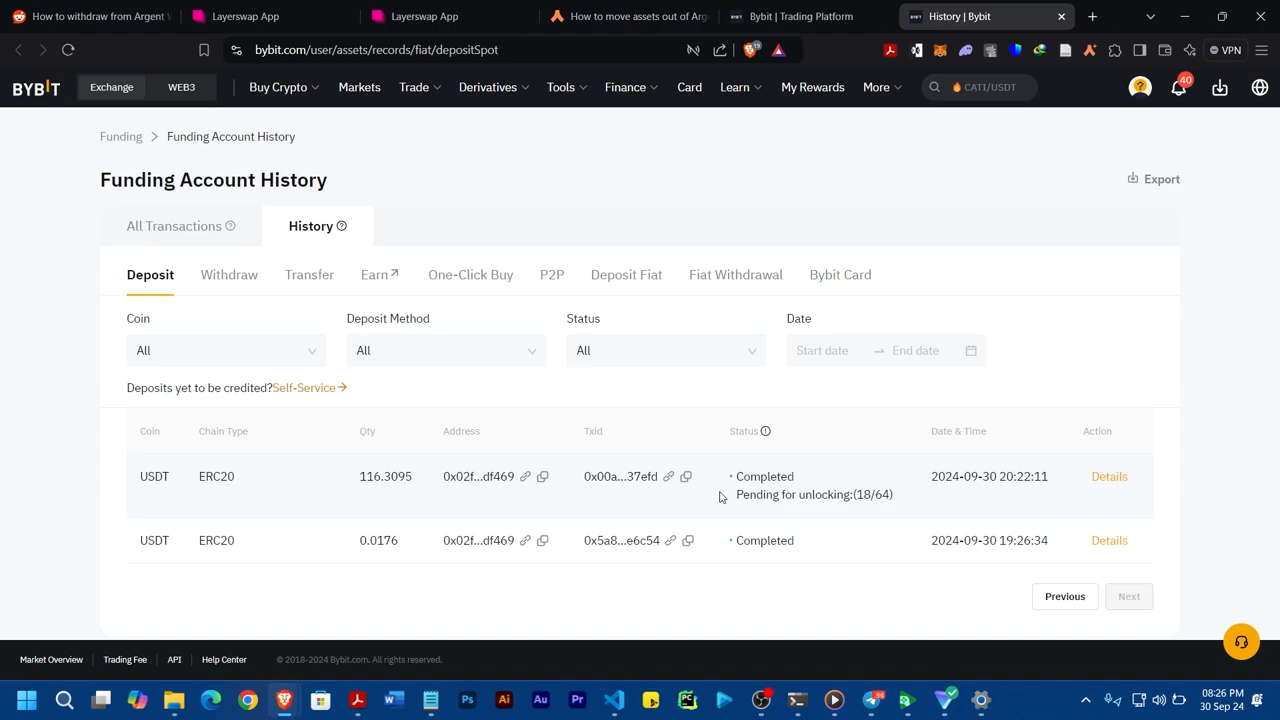 How to withdraw from Argent
Layerswap App
Layerswap App
How to move assets out of Arg
Bybit | Trading Platform
History | Bybit
bybit.com/user/assets/records/fiat/depositSpot
19
VPN
BYBIT
Exchange
WEB3
Buy Crypto
Markets
Trade
Derivatives
Tools
Finance
Card
Learn
My Rewards
More
CATI/USDT
40
Funding > Funding Account History
Funding Account History
Export
All Transactions
History
Deposit
Withdraw
Transfer
Earn
One-Click Buy
P2P
Deposit Fiat
Fiat Withdrawal
Bybit Card
Coin
Deposit Method
Status
Date
All
All
All
Start date
End date
Deposits yet to be credited?Self-Service
Coin Chain Type Qty Address Txid Status Date & Time Action
USDT ERC20 116.3095 0x02f...df469 0x00a...37efd Completed 2024-09-30 20:22:11 Details
Pending for unlocking:(18/64)
USDT ERC20 0.0176 0x02f...df469 0x5a8...e6c54 Completed 2024-09-30 19:26:34 Details
Previous
Next
Market Overview
Trading Fee
API
Help Center
© 2018-2024 Bybit.com. All rights reserved.
08:26 PM
30 Sep 24